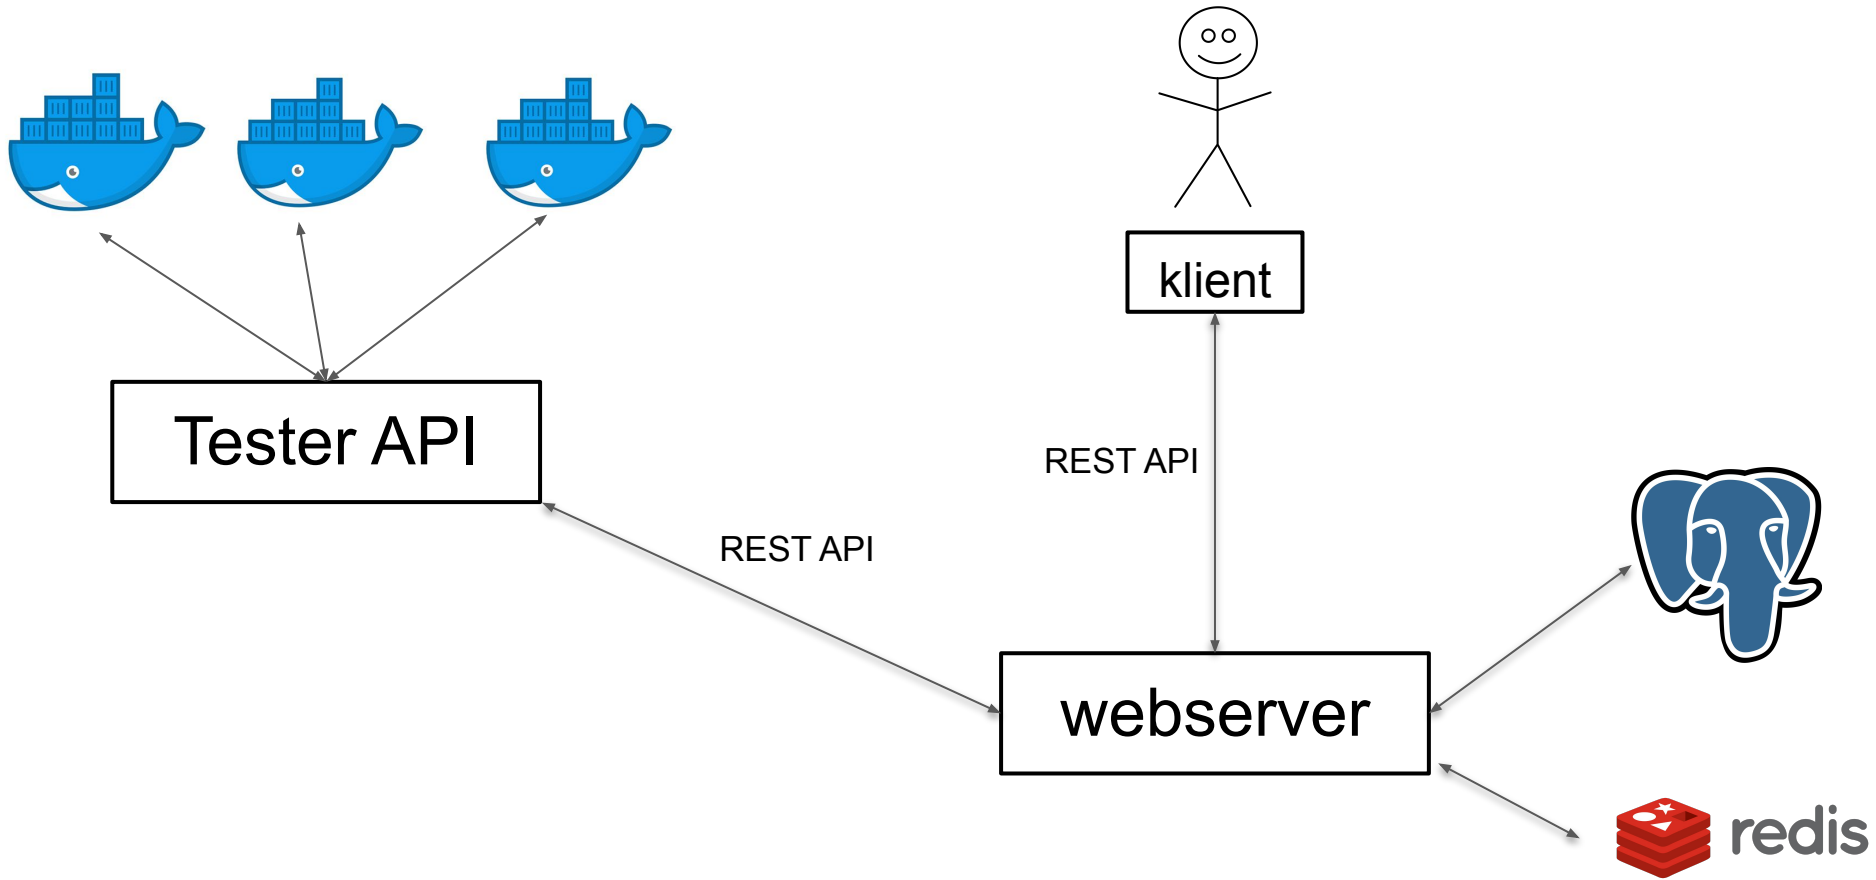 klient
Tester API
REST API
REST API
webserver
redis